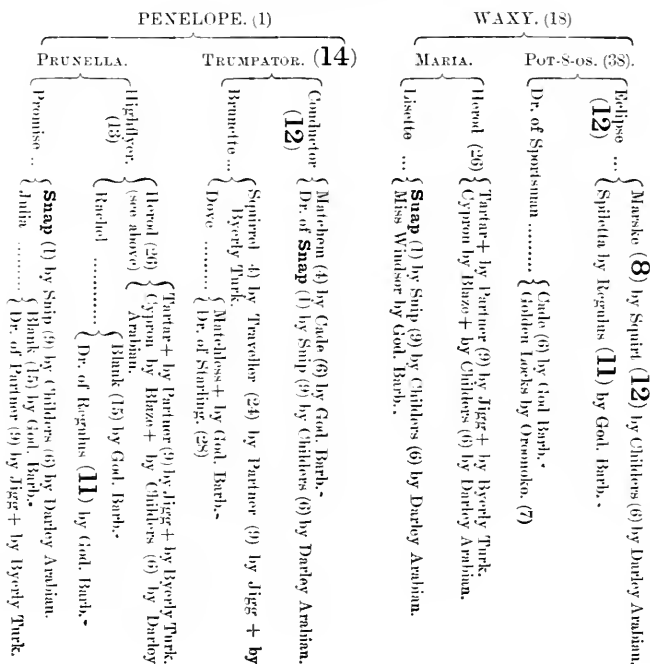 PENELOPE. (1)
WAXY. (18)
PRUNELLA.
TRUMPATOR. (14)
MARIA.
POT-8-OS. (38).
Eclipse ...
(12)
Marske (8) by Squirt (12) by Childers (6) by Darley Arabian.
Spiletta by Regulus (11) by God. Barb.
Dr. of Sportsman .........
Cade (6) by God Barb.
Golden Locks by Oroonoko. (7)
Herod (26)
Tartar+ by Partner (9) by Jigg+ by Byerly Turk.
Cypron by Blaze+ by Childers (6) by Darley Arabian.
Lisette ...
Snap (1) by Snip (9) by Childers (6) by Darley Arabian.
Miss Windsor by God. Barb.
Conductor
(12)
Matchem (4) by Cade (6) by God. Barb.
Dr. of Snap (1) by Snip (9) by Childers (6) by Darley Arabian.
Brunette ...
Squirrel (4) by Traveller (24) by Partner (9) by Jigg + by
Byerly Turk.
Dove .........
Matchless+ by God. Barb.
Dr. of Starling. (28)
Highflyer.
(13)
Herod (26)
(see above)
Tartar+ by Partner (9) by Jigg+ by Byerly Turk.
Cypron by Blaze+ by Childers (6) by Darley
Arabian.
Rachel ............
Blank (15) by God. Barb.
Dr. of Regulus (11) by God. Barb.
Promise ..
Snap (1) by Snip (9) by Childers (6) by Darley Arabian.
Julia .........
Blank (15) by God. Barb.
Dr. of Partner (9) by Jigg+ by Byerly Turk.